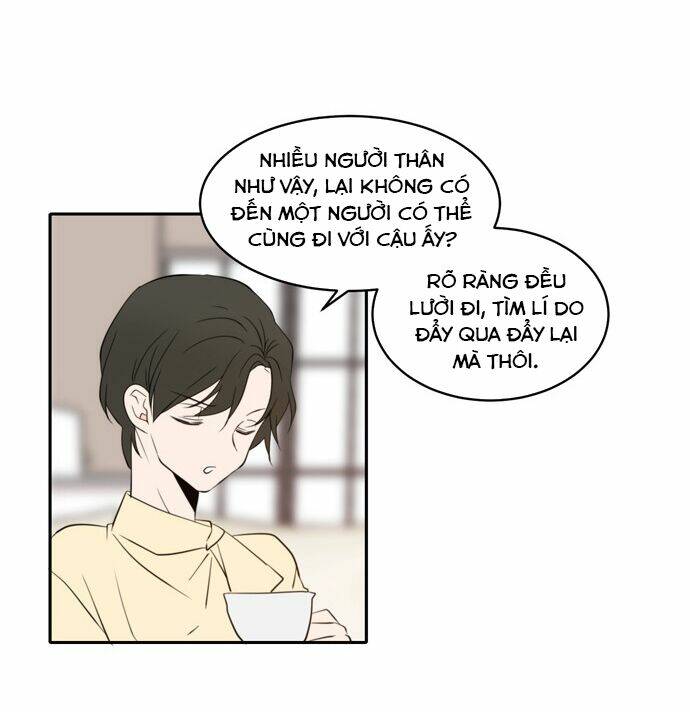 NHIỀU NGƯỜI THÂN
NHƯ VẬY, LẠI KHÔNG CÓ
ĐẾN MỘT NGƯỜI CÓ THỂ
CÙNG ĐI VỚI CẬU ẤY?
RÕ RÀNG ĐỀU
LƯỜI ĐI, TÌM LÍ DO
ĐẨY QUA ĐẨY LẠI
MÀ THÔI.